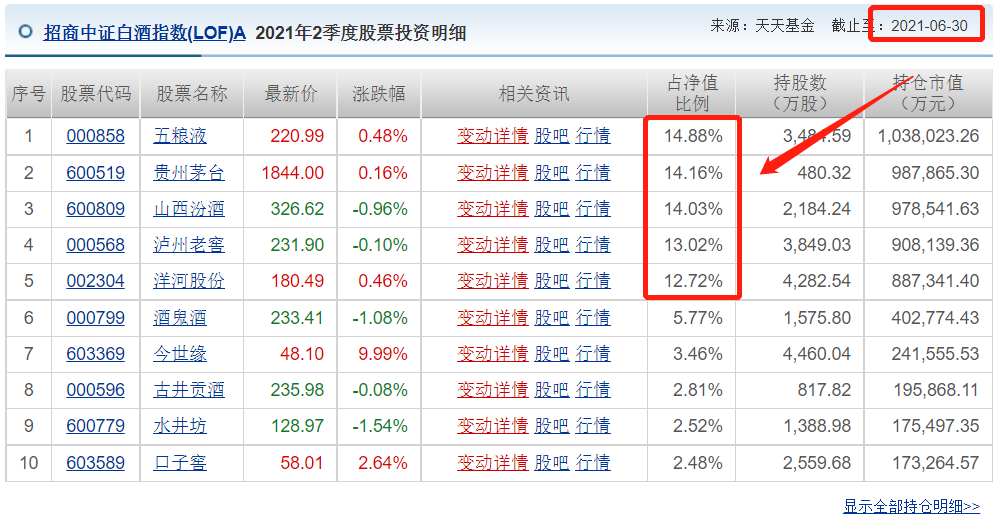 招商中证白酒指数(LOF)A 2021年2季度股票投资明细 来源：天天基金 截止至：2021-06-30
序号 股票代码 股票名称 最新价 涨跌幅 相关资讯 占净值比例 持股数（万股） 持仓市值（万元）
1 000858 五粮液 220.99 0.48% 变动详情 股吧 行情 14.88% 3,484.59 1,038,023.26
2 600519 贵州茅台 1844.00 0.16% 变动详情 股吧 行情 14.16% 480.32 987,865.30
3 600809 山西汾酒 326.62 -0.96% 变动详情 股吧 行情 14.03% 2,184.24 978,541.63
4 000568 泸州老窖 231.90 -0.10% 变动详情 股吧 行情 13.02% 3,849.03 908,139.36
5 002304 洋河股份 180.49 0.46% 变动详情 股吧 行情 12.72% 4,282.54 887,341.40
6 000799 酒鬼酒 233.41 -1.08% 变动详情 股吧 行情 5.77% 1,575.80 402,774.43
7 603369 今世缘 48.10 9.99% 变动详情 股吧 行情 3.46% 4,460.04 241,555.53
8 000596 古井贡酒 235.98 -0.08% 变动详情 股吧 行情 2.81% 817.82 195,868.11
9 600779 水井坊 128.97 -1.54% 变动详情 股吧 行情 2.52% 1,388.98 175,497.35
10 603589 口子窖 58.01 2.64% 变动详情 股吧 行情 2.48% 2,559.68 173,264.57
显示全部持仓明细>>